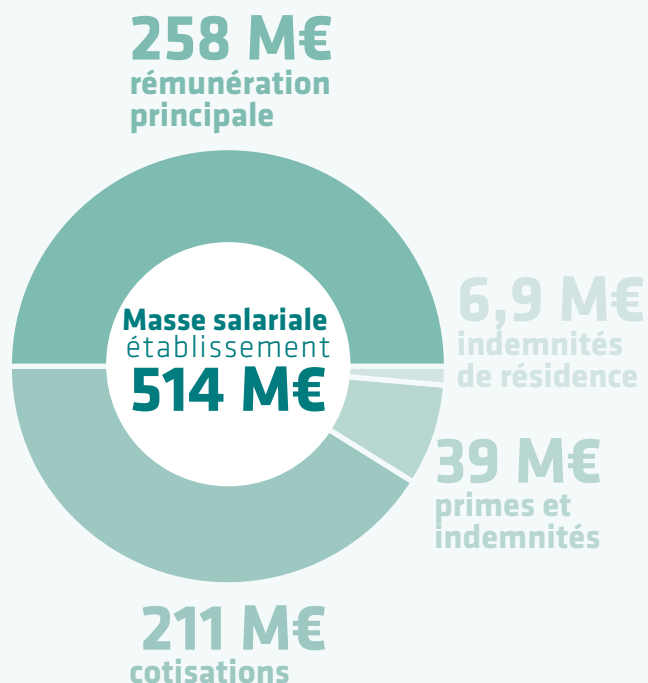 258 M€
rémunération
principale
Masse salariale
établissement
514 M€
6,9 M€
indemnités
de résidence
39 M€
primes et
indemnités
211 M€
cotisations